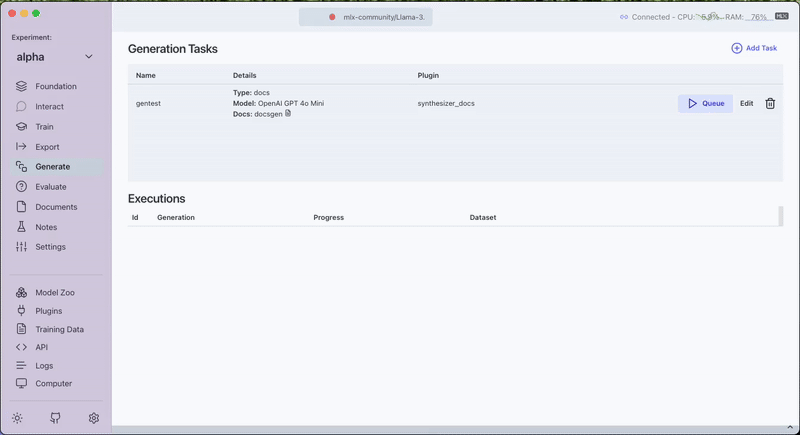 mlx-community/Llama-3.
Connected - CPU: 6.9% RAM: 76% MLX
Experiment:
alpha
Foundation
Interact
Train
Export
Generate
Evaluate
Documents
Notes
Settings
Model Zoo
Plugins
Training Data
API
Logs
Computer
Generation Tasks
Add Task
Name Details Plugin
gentest
Type: docs
Model: OpenAI GPT 4o Mini
Docs: docsgen
synthesizer_docs
Queue Edit
Executions
Id Generation Progress Dataset